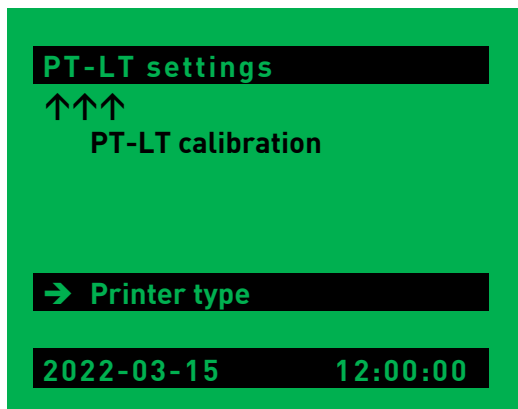 PT-LT settings
↑↑↑
PT-LT calibration
→ Printer type
2022-03-15 12:00:00